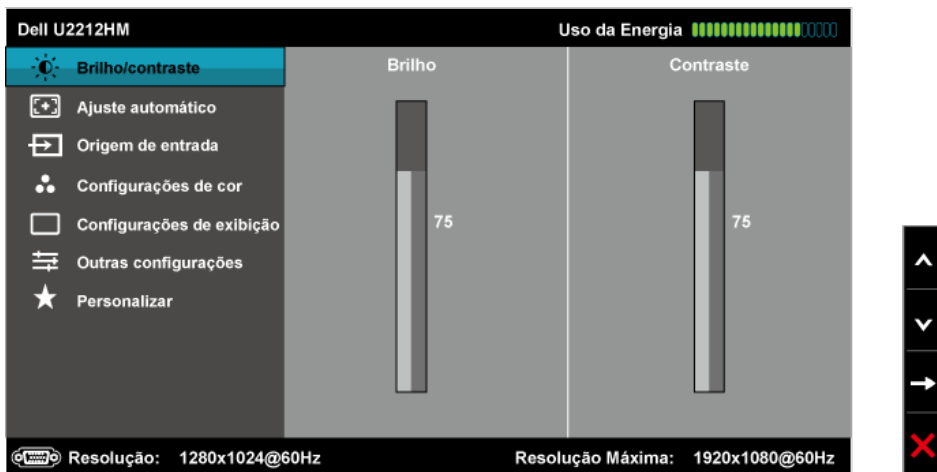 Dell U2212HM Uso da Energia
Brilho/contraste
Ajuste automático
Origem de entrada
Configurações de cor
Configurações de exibição
Outras configurações
Personalizar
Brilho
75
Contraste
75
Resolução: 1280x1024@60Hz Resolução Máxima: 1920x1080@60Hz